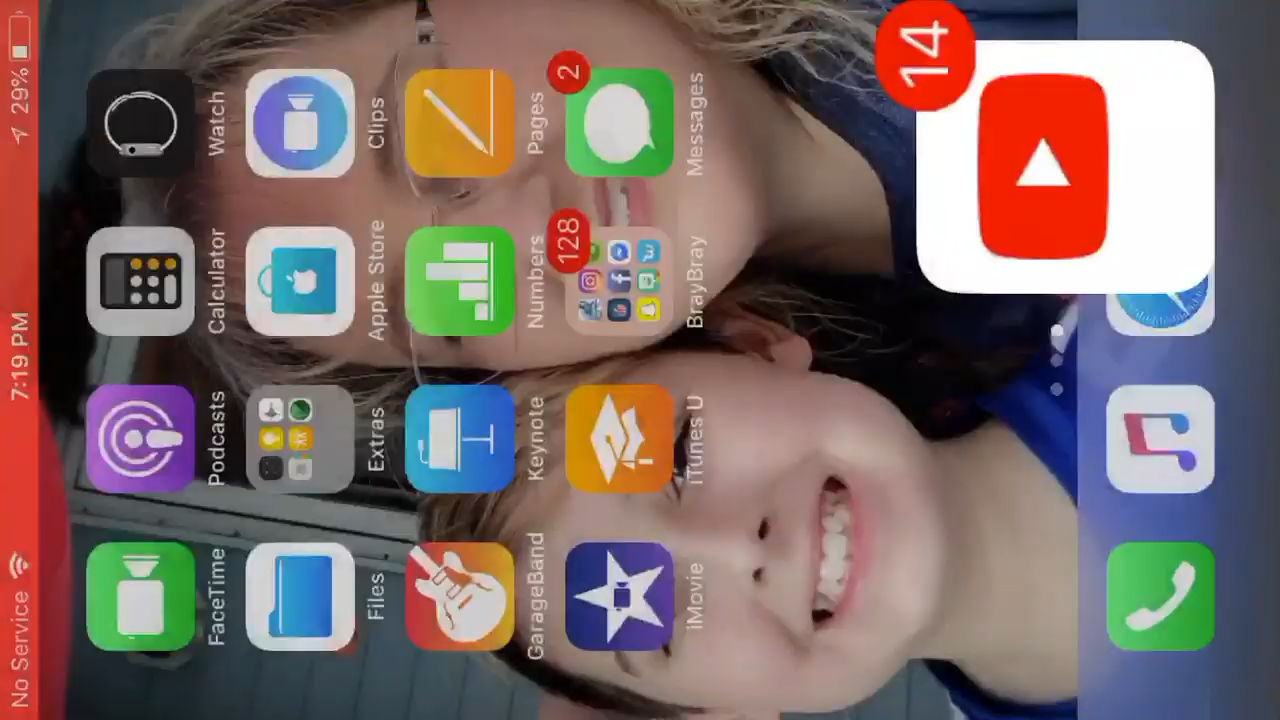 No Service 7:19 PM 29%
FaceTime Podcasts Calculator Watch
Files Extras Apple Store Clips
GarageBand Keynote Numbers Pages
128 2
iMovie iTunes U BrayBray Messages
14